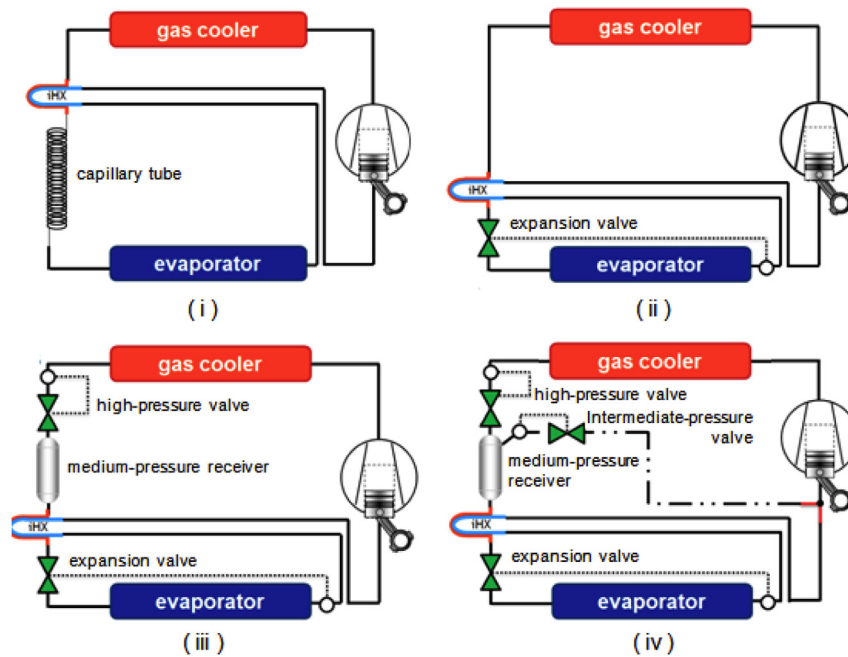 gas cooler
iHX
capillary tube
evaporator
( i )
gas cooler
iHX
expansion valve
evaporator
( ii )
gas cooler
high-pressure valve
medium-pressure receiver
iHX
expansion valve
evaporator
( iii )
gas cooler
high-pressure valve
Intermediate-pressure
valve
medium-pressure
receiver
iHX
expansion valve
evaporator
( iv )